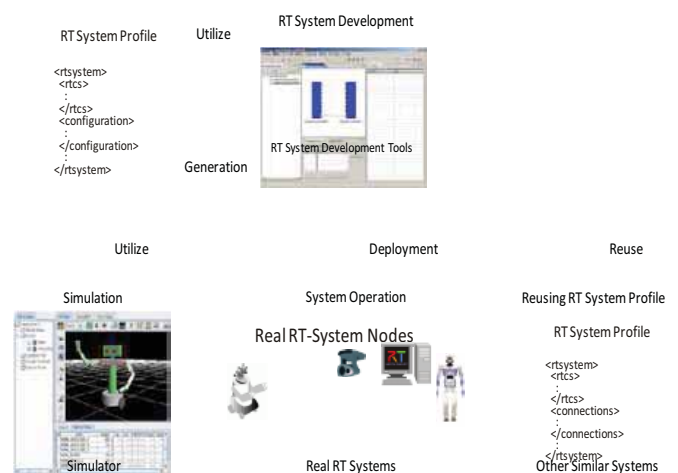 RT System Development
RT System Profile
Utilize
<rtsystem>
<rtcs>
:
</rtcs>
<configuration>
:
</configuration>
:
</rtsystem>
RT System Development Tools
Generation
Utilize
Deployment
Reuse
Simulation
System Operation
Reusing RT System Profile
Real RT-System Nodes
RT System Profile
RT
<rtsystem>
<rtcs>
:
</rtcs>
<connections>
:
</connections>
:
</rtsystem>
Simulator
Real RT Systems
Other Similar Systems